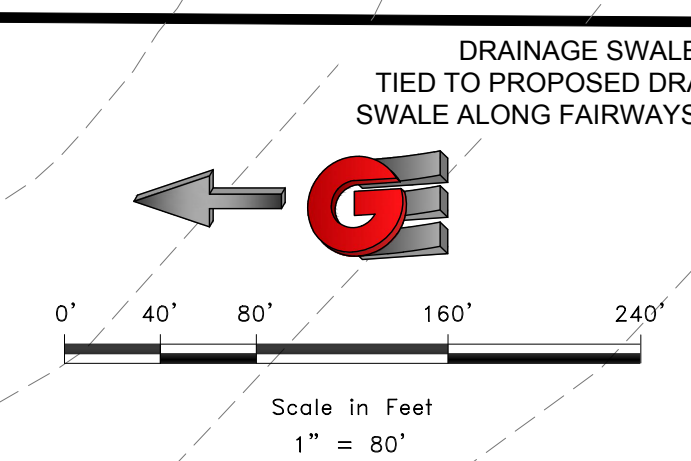 DRAINAGE SWALE
TIED TO PROPOSED DRA
SWALE ALONG FAIRWAYS
G
0' 40' 80' 160' 240'
Scale in Feet
1" = 80'